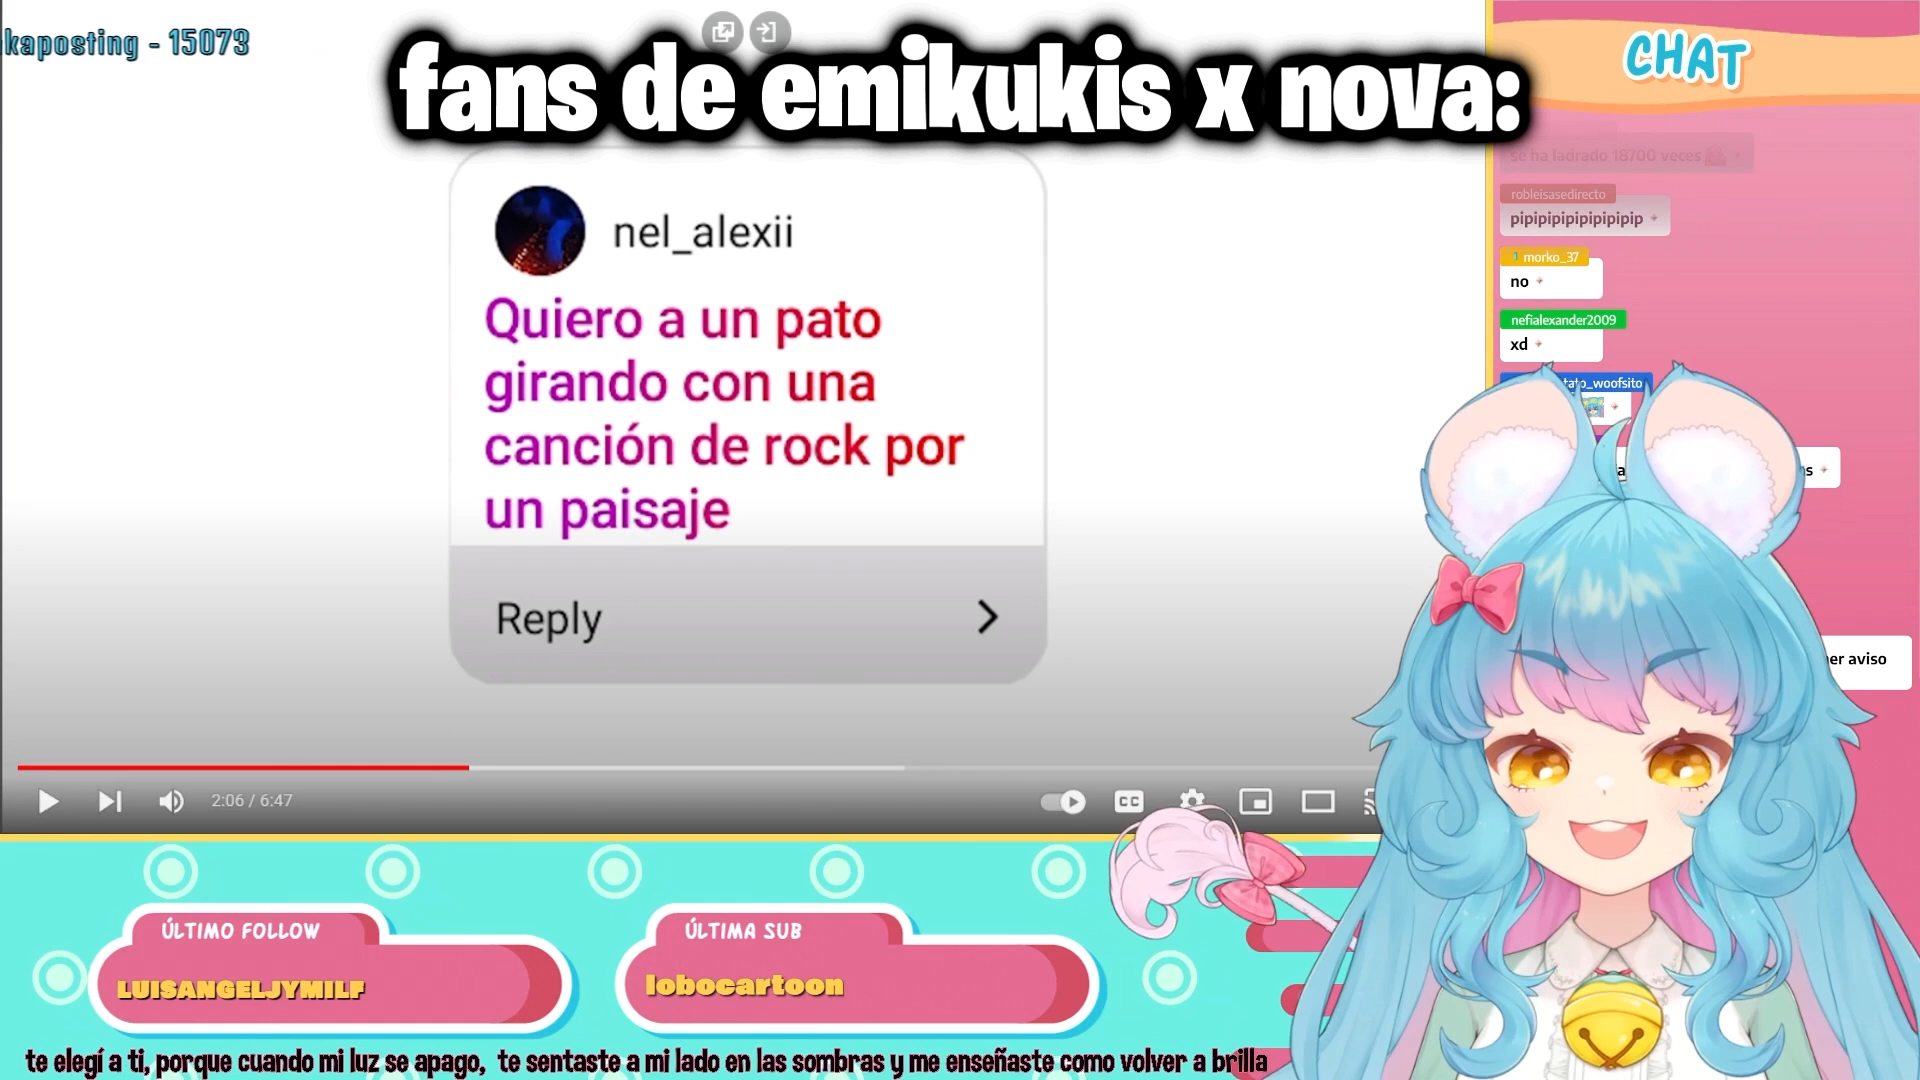 kaposting - 15073
fans de emikukis x nova:
nel_alexii
Quiero a un pato
girando con una
canción de rock por
un paisaje
Reply
2:06 / 6:47
CC
CHAT
se ha ladrado 18700 veces
robleisasedirecto
pipipipipipipipip
morko_37
no
nefialexander2009
xd
tato_woofsito
er aviso
ÚLTIMO FOLLOW
LUISANGELJYMILF
ÚLTIMA SUB
lobocartoon
te elegí a ti, porque cuando mi luz se apago, te sentaste a mi lado en las sombras y me enseñaste como volver a brilla